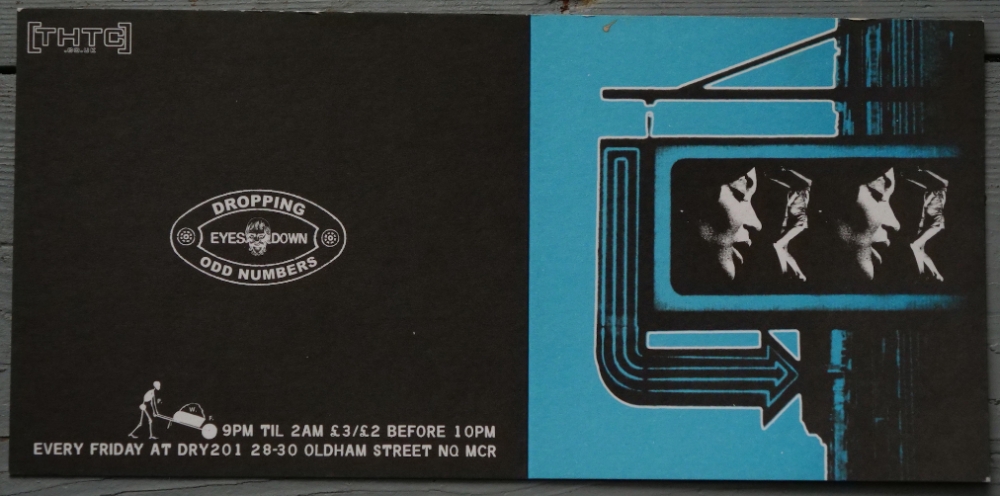 [THTC]
.CO.UK
DROPPING
EYES DOWN
ODD NUMBERS
W.
9PM TIL 2AM £3/£2 BEFORE 10PM
EVERY FRIDAY AT DRY201 28-30 OLDHAM STREET NQ MCR